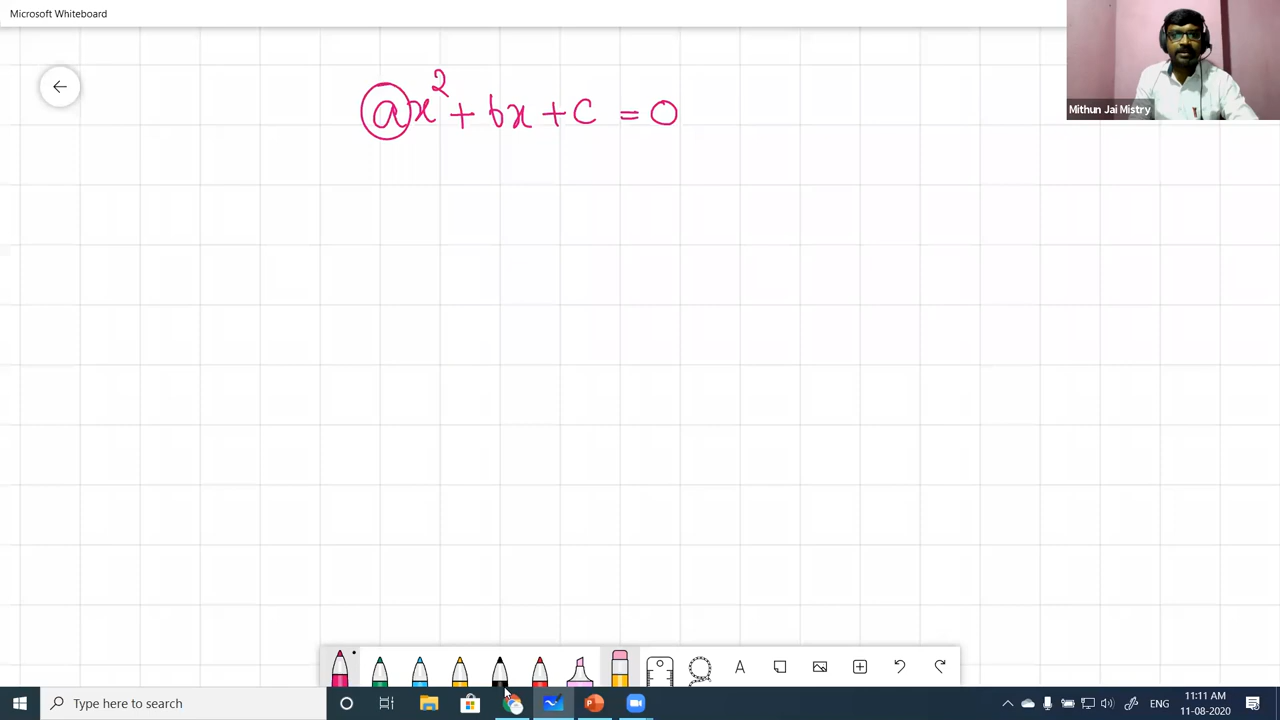 Microsoft Whiteboard
ax² + bx + c = 0
Mithun Jai Mistry
A
Type here to search
ENG
11:11 AM
11-08-2020